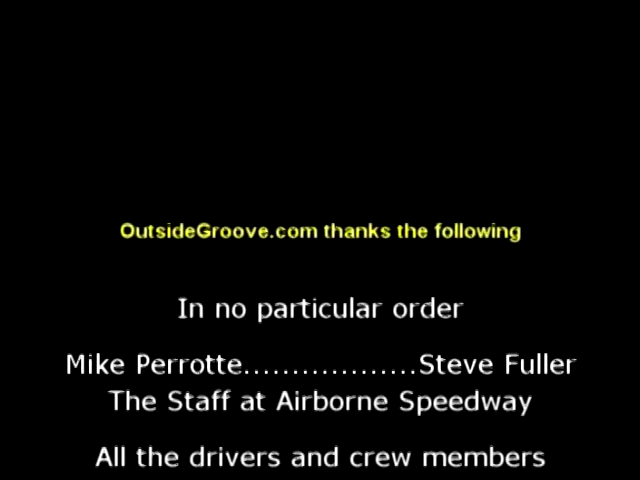 OutsideGroove.com thanks the following
In no particular order
Mike Perrotte..................Steve Fuller
The Staff at Airborne Speedway
All the drivers and crew members